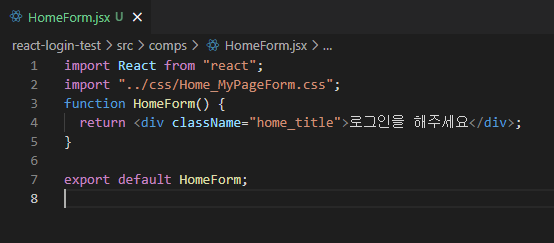 HomeForm.jsx U ×
react-login-test > src > comps > HomeForm.jsx > ...
1 import React from "react";
2 import "../css/Home_MyPageForm.css";
3 function HomeForm() {
4 return <div className="home_title">로그인을 해주세요</div>;
5 }
6
7 export default HomeForm;
8